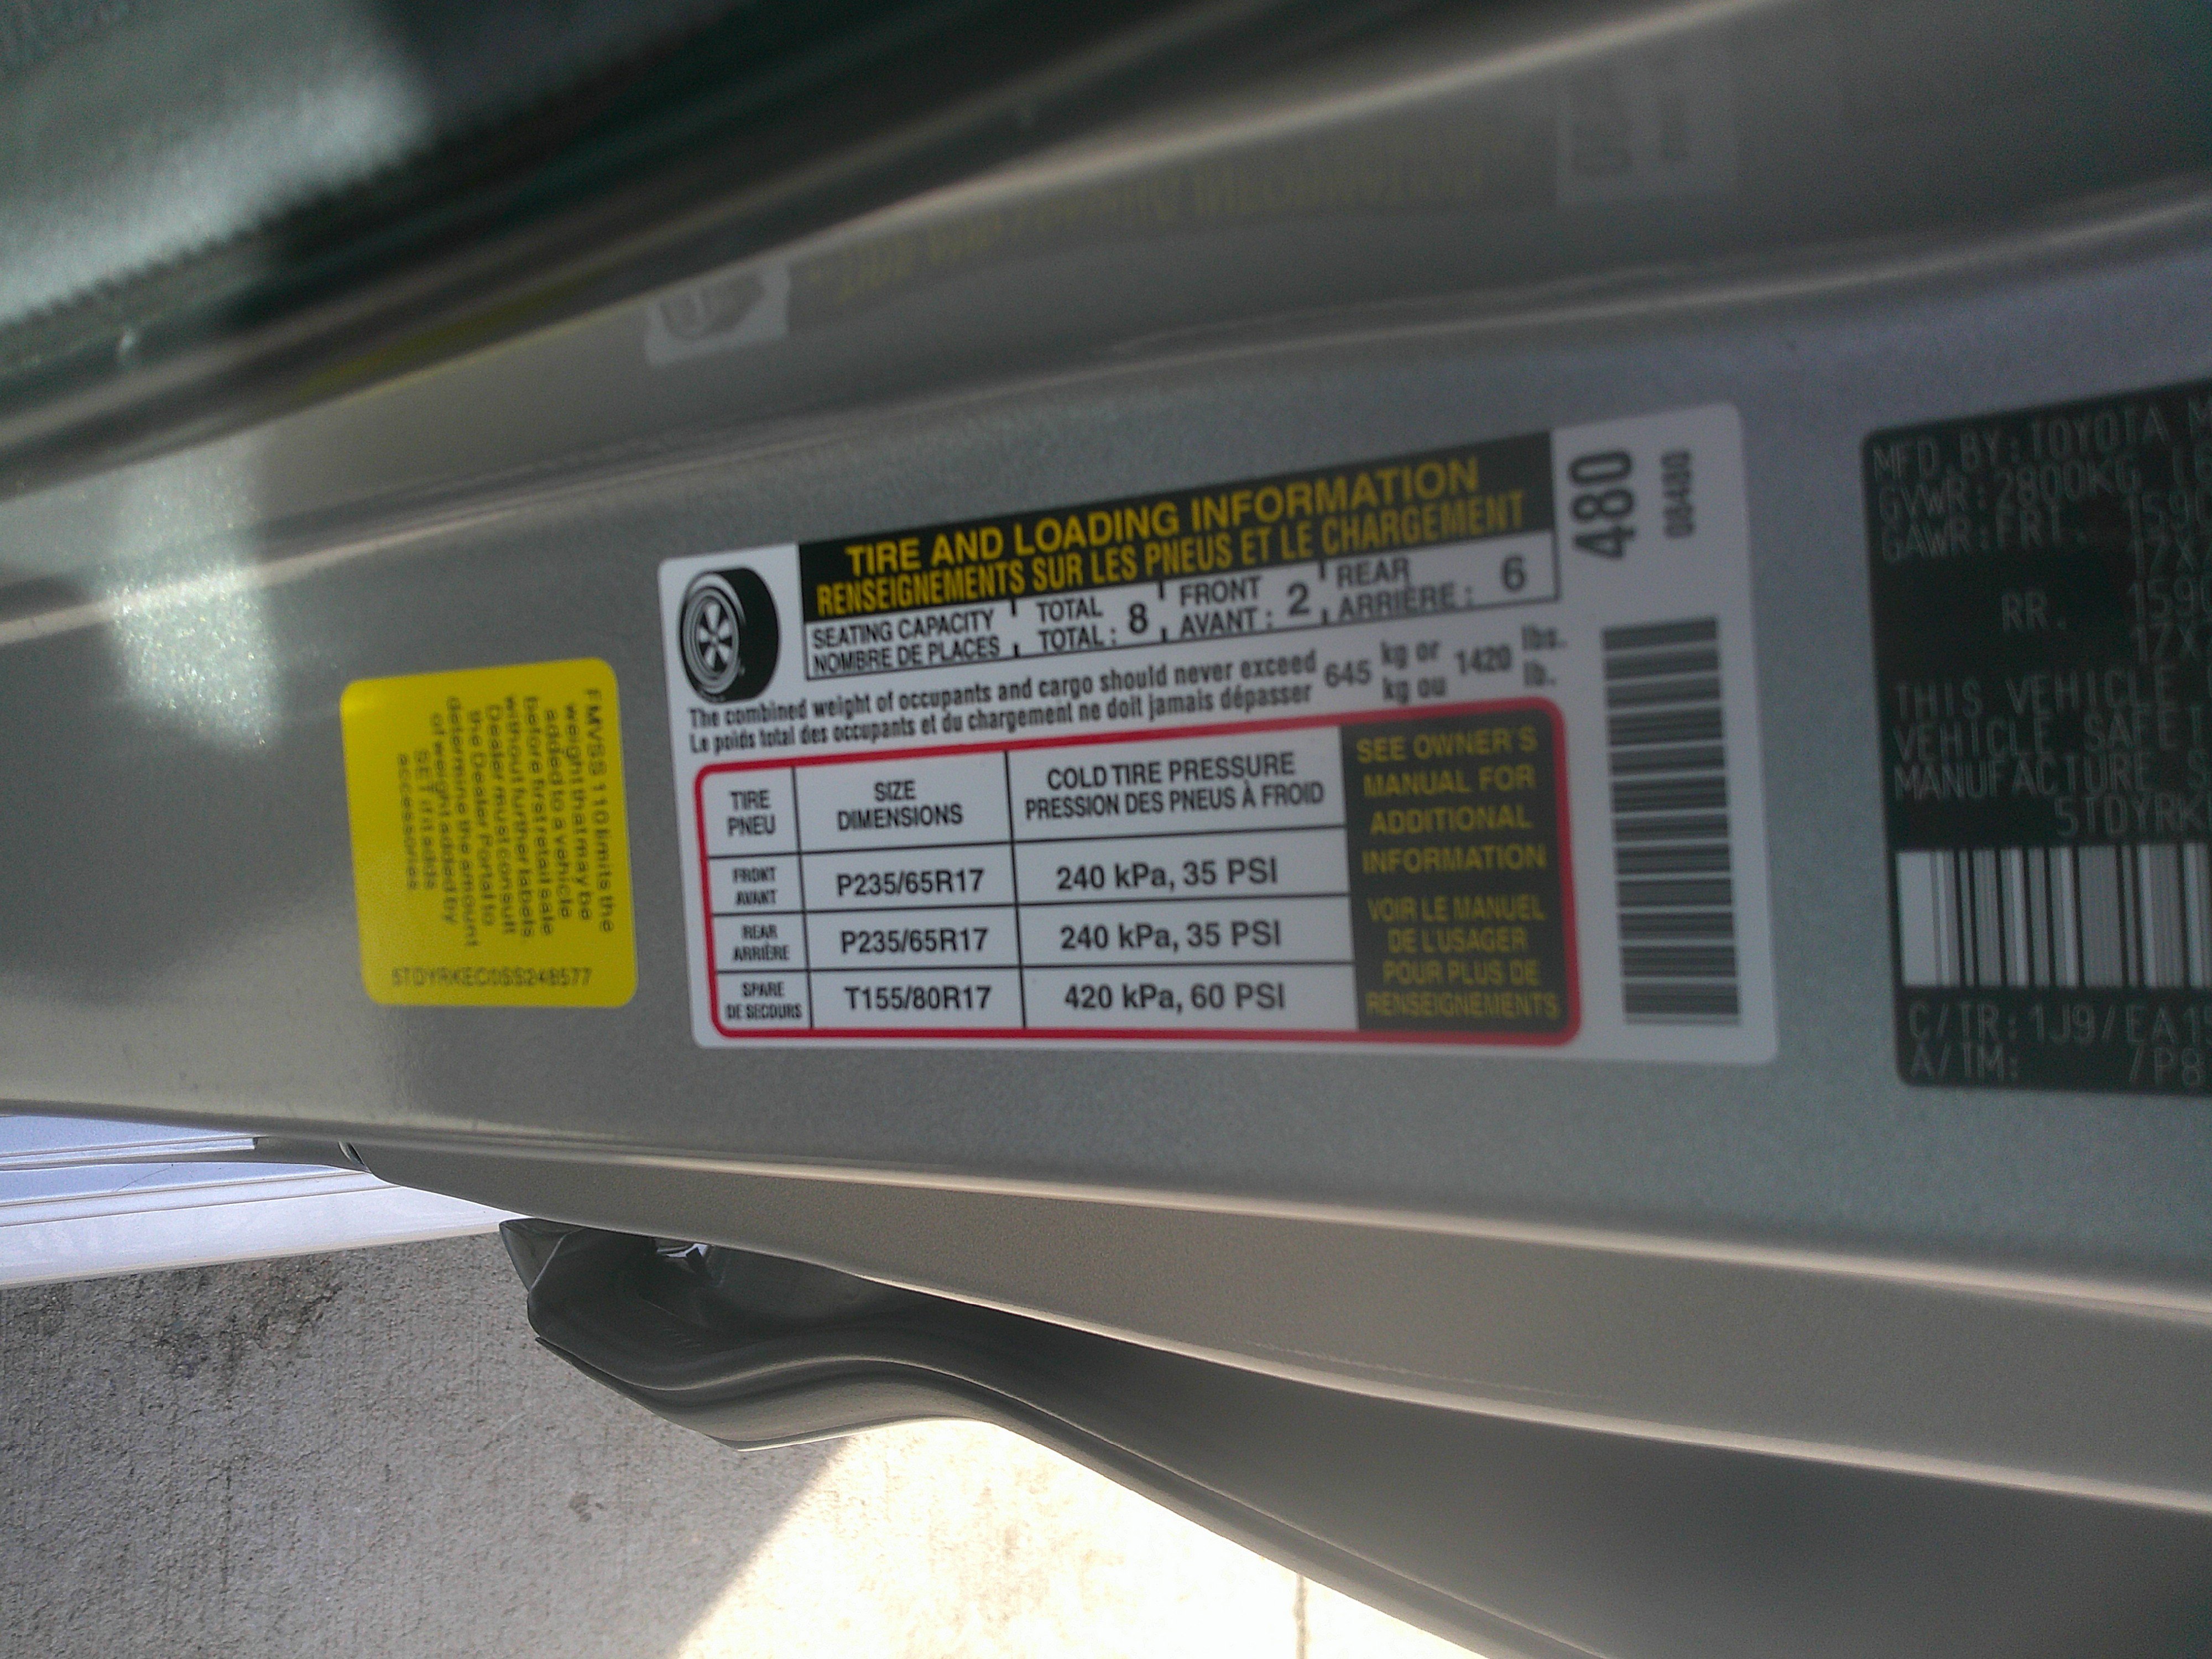 FMVSS 110 limits the
weight that may be
added to a vehicle
before first retail sale
without further labels.
Dealer must consult
the Dealer Portal to
determine the amount
of weight added by
SET if it adds
accessories
5TDYRKEC0SS248577
TIRE AND LOADING INFORMATION
RENSEIGNEMENTS SUR LES PNEUS ET LE CHARGEMENT
SEATING CAPACITY TOTAL FRONT REAR
NOMBRE DE PLACES TOTAL : 8 AVANT : 2 ARRIÈRE : 6
The combined weight of occupants and cargo should never exceed 645 kg or 1420 lbs.
Le poids total des occupants et du chargement ne doit jamais dépasser kg ou lb.
TIRE SIZE COLD TIRE PRESSURE
PNEU DIMENSIONS PRESSION DES PNEUS À FROID
FRONT
AVANT P235/65R17 240 kPa, 35 PSI
REAR
ARRIÈRE P235/65R17 240 kPa, 35 PSI
SPARE
DE SECOURS T155/80R17 420 kPa, 60 PSI
SEE OWNER'S
MANUAL FOR
ADDITIONAL
INFORMATION
VOIR LE MANUEL
DE L'USAGER
POUR PLUS DE
RENSEIGNEMENTS
480
08480
MFD.BY:TOYOTA M
GVWR:2800KG
GAWR:FRT. 159
1ZX
RR. 159
1ZX
THIS VEHICLE
VEHICLE SAFE
MANUFACTURE S
5TDYRK
C/TR:1J9/EA1
A/TM: /P8